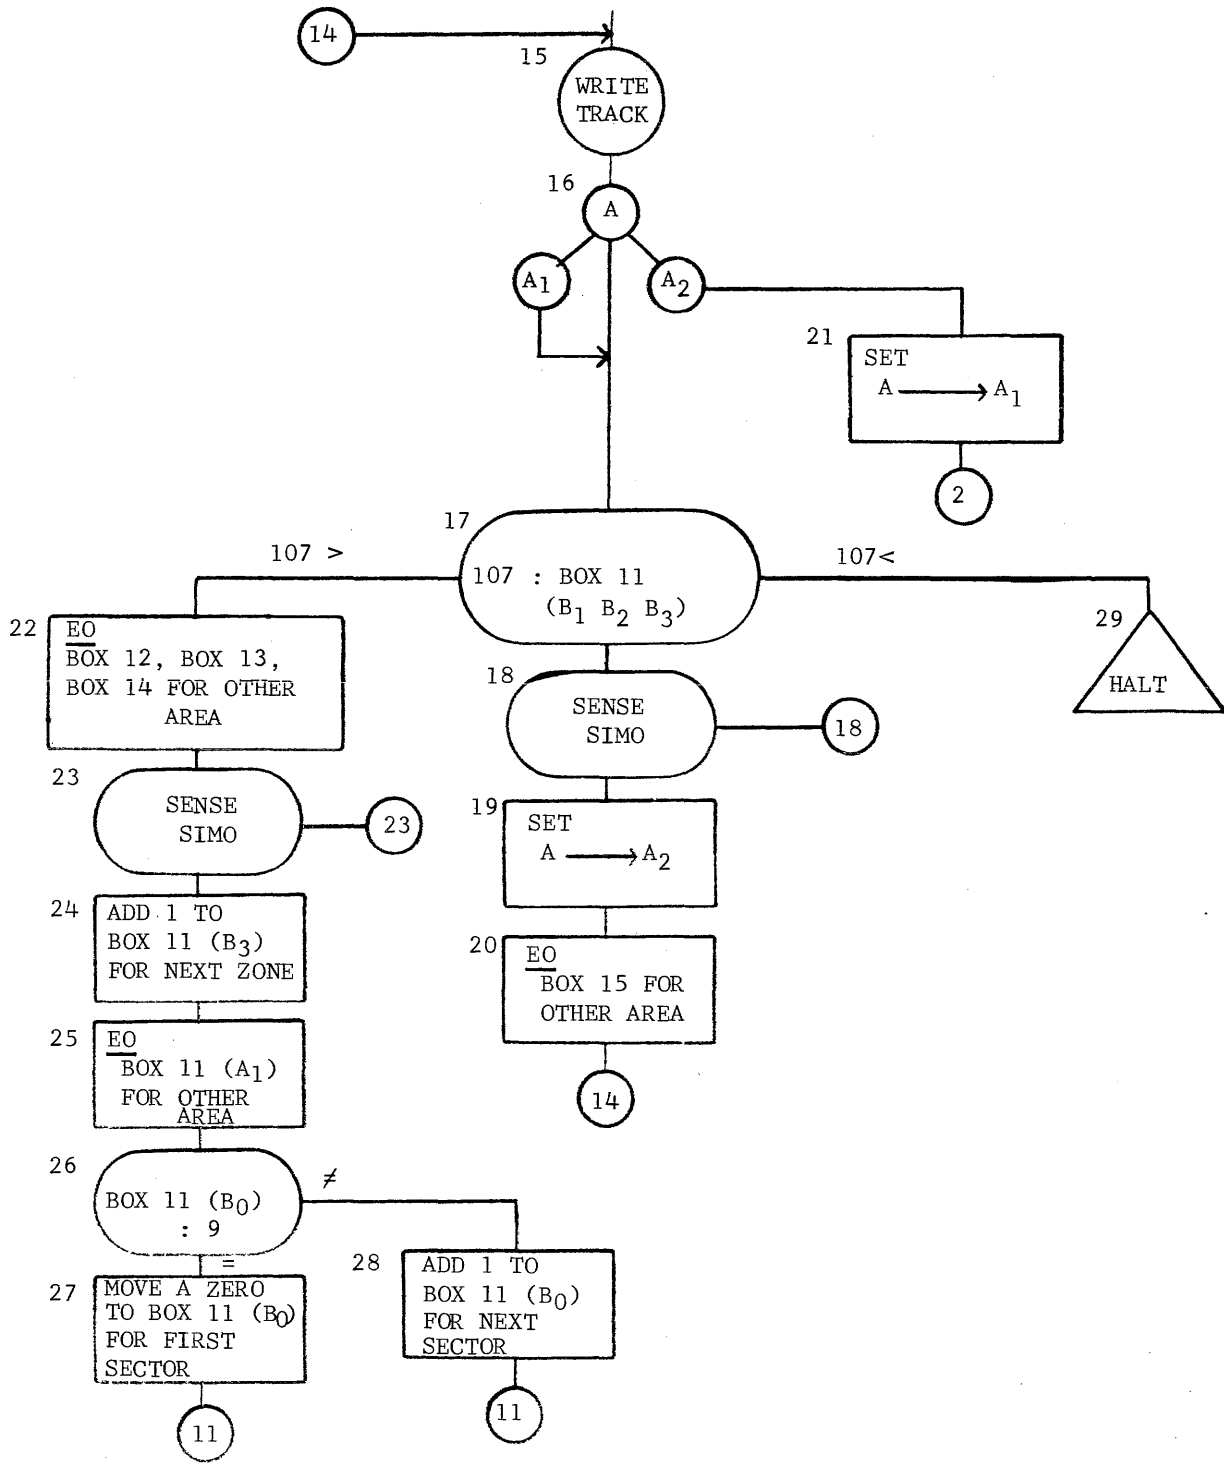 14
15
WRITE
TRACK
16
A
A1
A2
21
SET
A → A1
2
17
107 >
107<
107 : BOX 11
(B1 B2 B3)
22
EO
BOX 12, BOX 13,
BOX 14 FOR OTHER
AREA
29
HALT
18
SENSE
SIMO
18
23
SENSE
SIMO
23
19
SET
A → A2
24
ADD 1 TO
BOX 11 (B3)
FOR NEXT ZONE
20
EO
BOX 15 FOR
OTHER AREA
25
EO
BOX 11 (A1)
FOR OTHER
AREA
14
26
BOX 11 (B0)
: 9
≠
=
27
MOVE A ZERO
TO BOX 11 (B0)
FOR FIRST
SECTOR
28
ADD 1 TO
BOX 11 (B0)
FOR NEXT
SECTOR
11
11